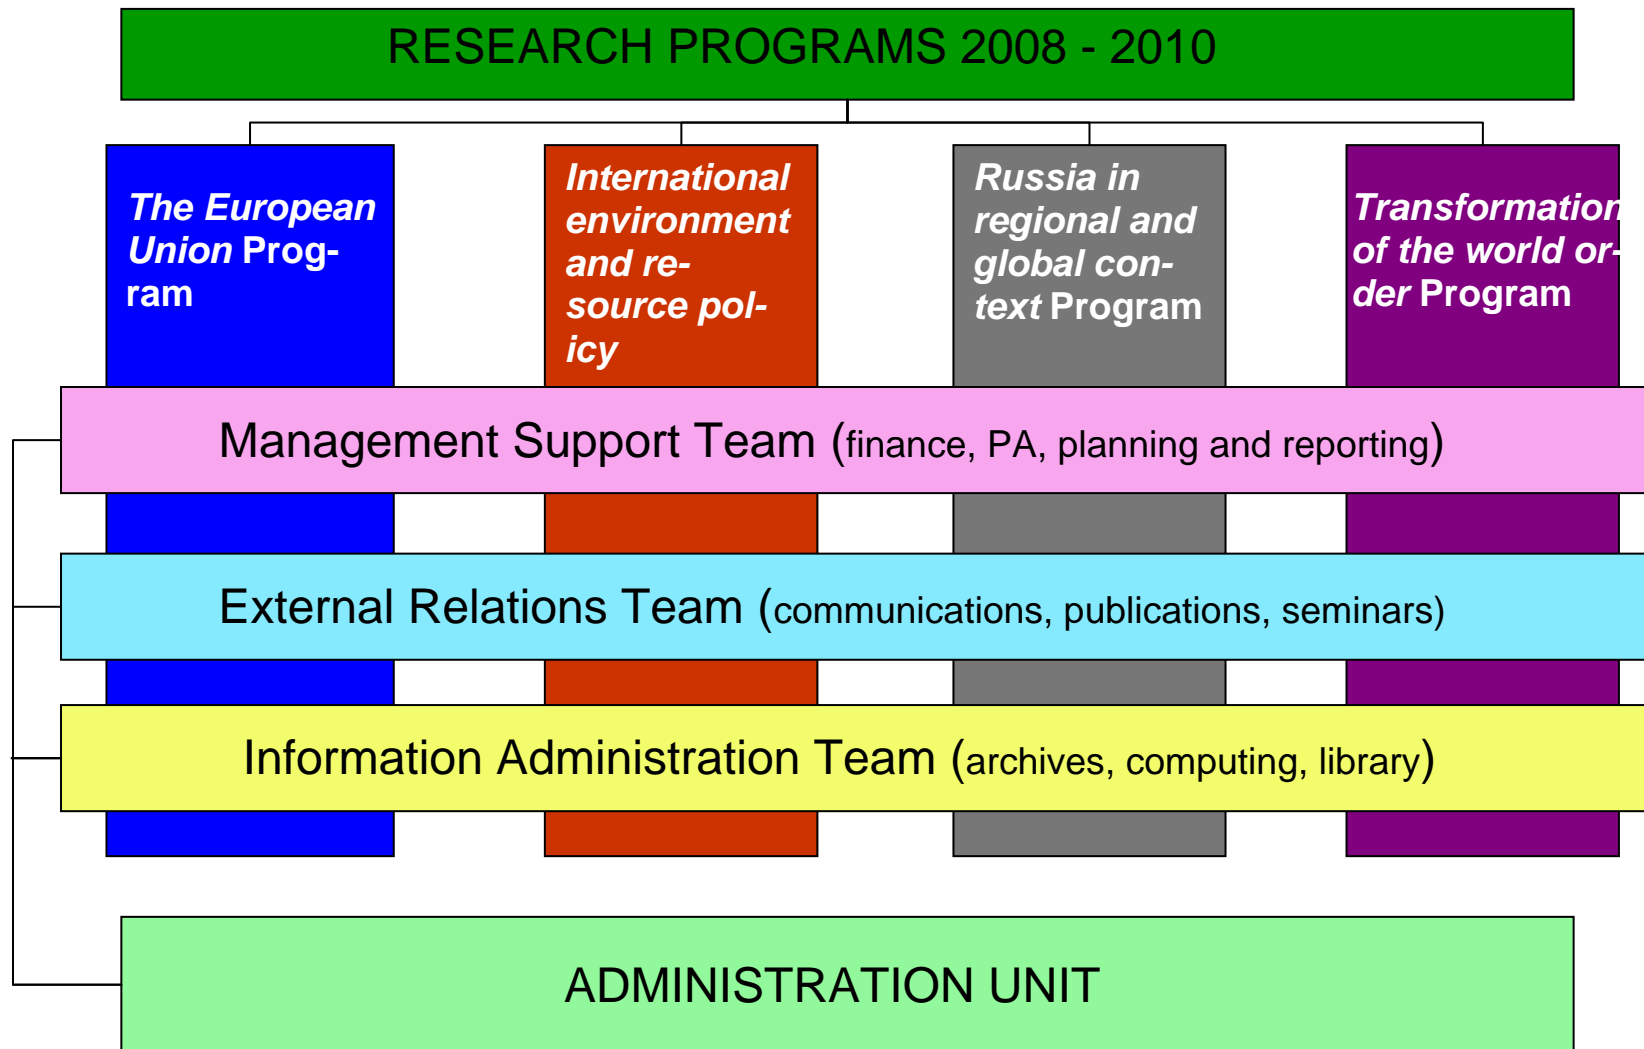 RESEARCH PROGRAMS 2008 - 2010
The European
Union Prog-
ram
International
environment
and re-
source pol-
icy
Russia in
regional and
global con-
text Program
Transformation
of the world or-
der Program
Management Support Team (finance, PA, planning and reporting)
External Relations Team (communications, publications, seminars)
Information Administration Team (archives, computing, library)
ADMINISTRATION UNIT